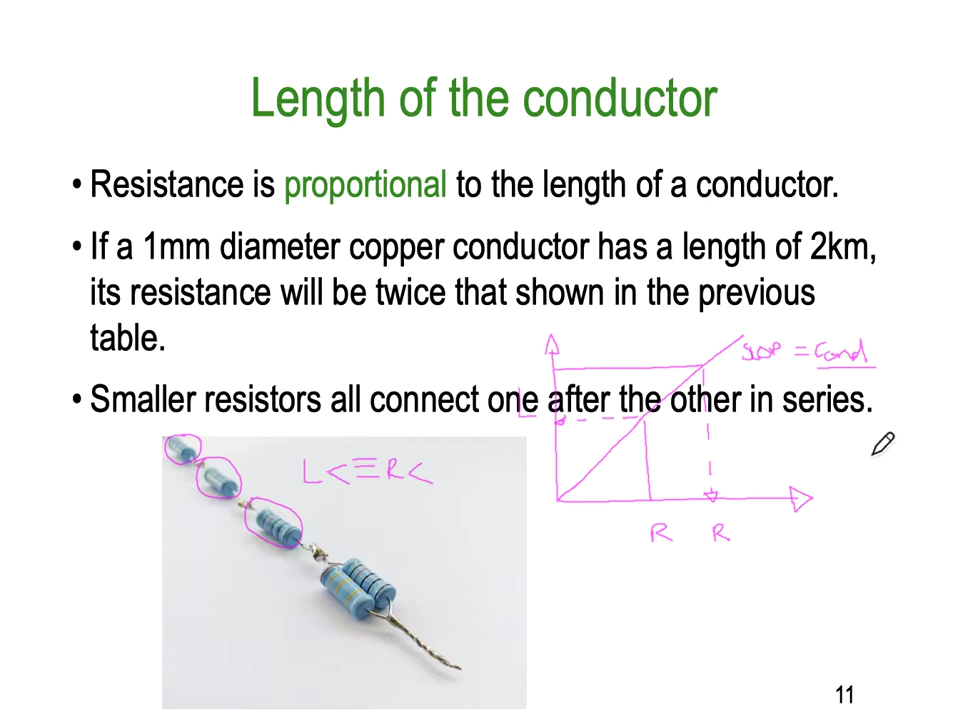 Length of the conductor
• Resistance is proportional to the length of a conductor.
• If a 1mm diameter copper conductor has a length of 2km,
its resistance will be twice that shown in the previous
table.
slop = Cond
• Smaller resistors all connect one after the other in series.
L
L< ≡ R<
R R
11